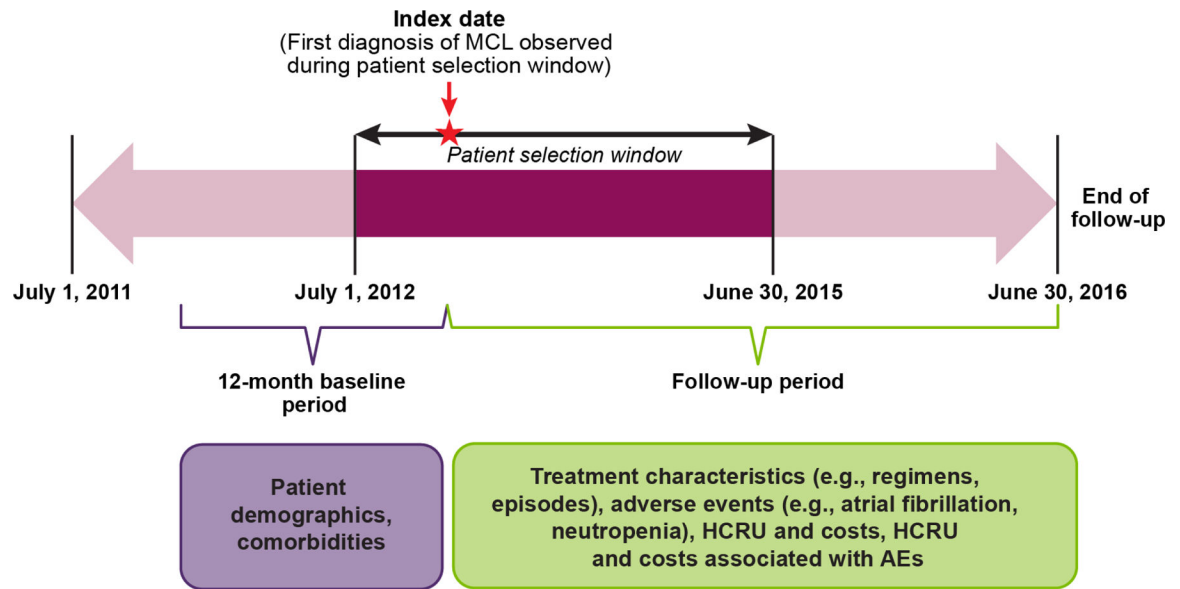 Index date
(First diagnosis of MCL observed
during patient selection window)
Patient selection window
End of
follow-up
July 1, 2011
July 1, 2012
June 30, 2015
June 30, 2016
12-month baseline
period
Follow-up period
Patient
demographics,
comorbidities
Treatment characteristics (e.g., regimens,
episodes), adverse events (e.g., atrial fibrillation,
neutropenia), HCRU and costs, HCRU
and costs associated with AEs